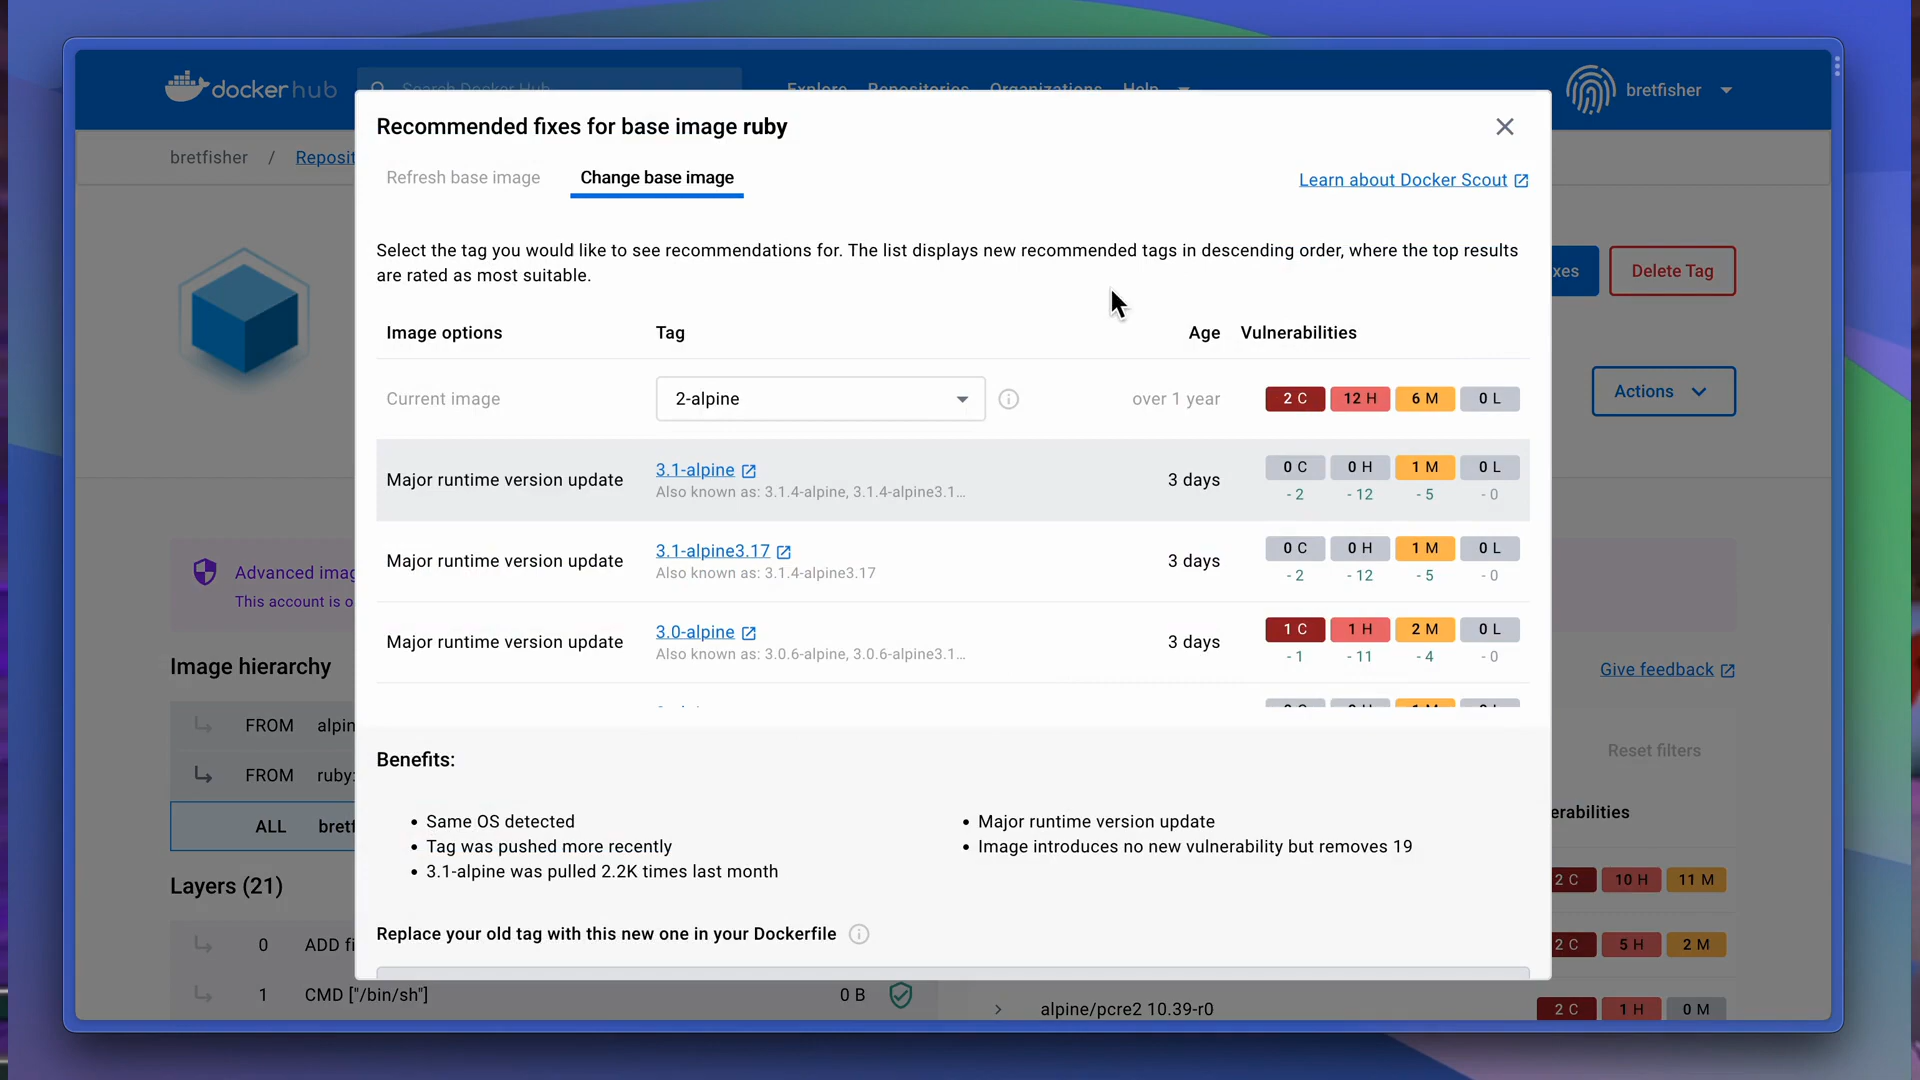 docker hub
Search Docker Hub
Explore Repositories Organizations Help
bretfisher
Recommended fixes for base image ruby
bretfisher / Reposit
Refresh base image
Change base image
Learn about Docker Scout
Select the tag you would like to see recommendations for. The list displays new recommended tags in descending order, where the top results
are rated as most suitable.
xes
Delete Tag
Image options Tag Age Vulnerabilities
Current image 2-alpine over 1 year 2 C 12 H 6 M 0 L
Actions
Major runtime version update 3.1-alpine 3 days 0 C 0 H 1 M 0 L
Also known as: 3.1.4-alpine, 3.1.4-alpine3.1... - 2 - 12 - 5 - 0
Major runtime version update 3.1-alpine3.17 3 days 0 C 0 H 1 M 0 L
Also known as: 3.1.4-alpine3.17 - 2 - 12 - 5 - 0
Advanced imag
This account is o
Major runtime version update 3.0-alpine 3 days 1 C 1 H 2 M 0 L
Also known as: 3.0.6-alpine, 3.0.6-alpine3.1... - 1 - 11 - 4 - 0
Image hierarchy
Give feedback
FROM alpin
FROM ruby:
ALL bretf
Reset filters
erabilities
Benefits:
Same OS detected
Tag was pushed more recently
3.1-alpine was pulled 2.2K times last month
Major runtime version update
Image introduces no new vulnerability but removes 19
Layers (21)
2 C 10 H 11 M
Replace your old tag with this new one in your Dockerfile
0 ADD fi
2 C 5 H 2 M
1 CMD ["/bin/sh"] 0 B
alpine/pcre2 10.39-r0 2 C 1 H 0 M